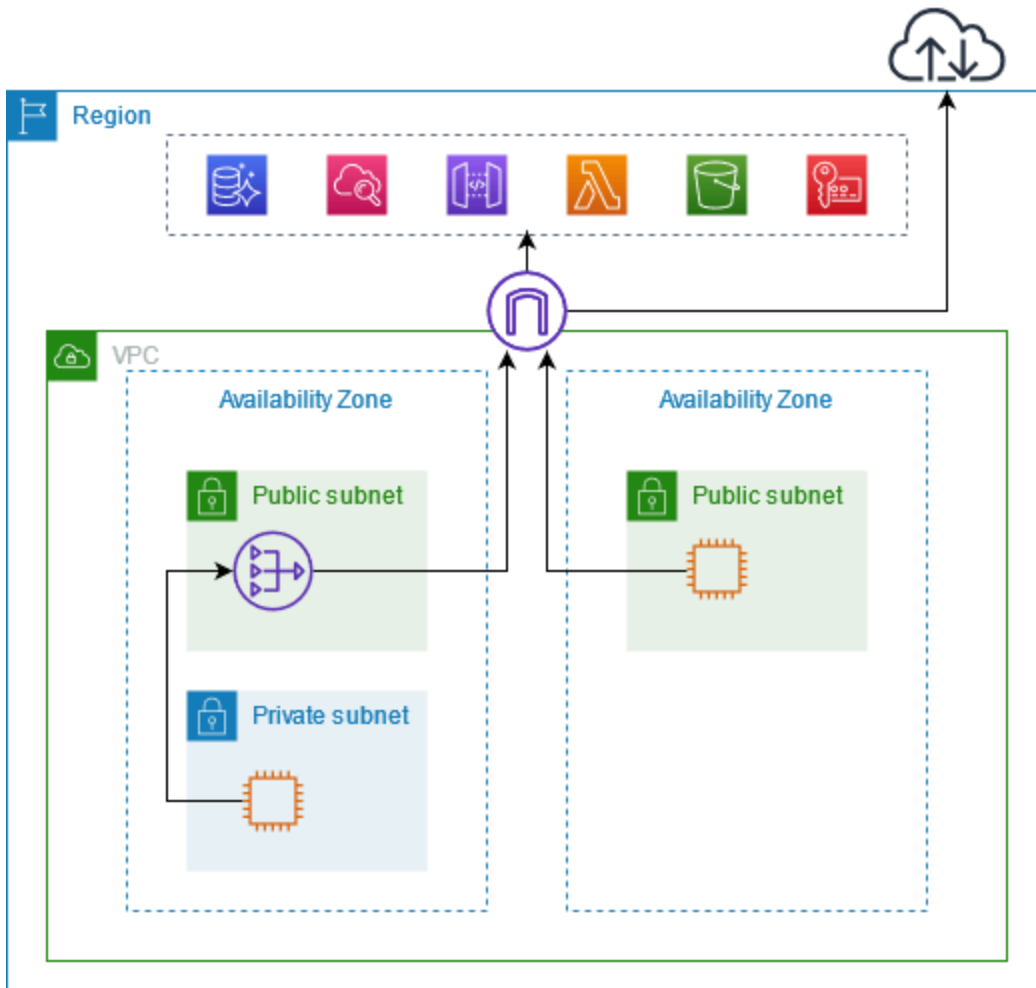 Region
VPC
Availability Zone
Availability Zone
Public subnet
Public subnet
Private subnet